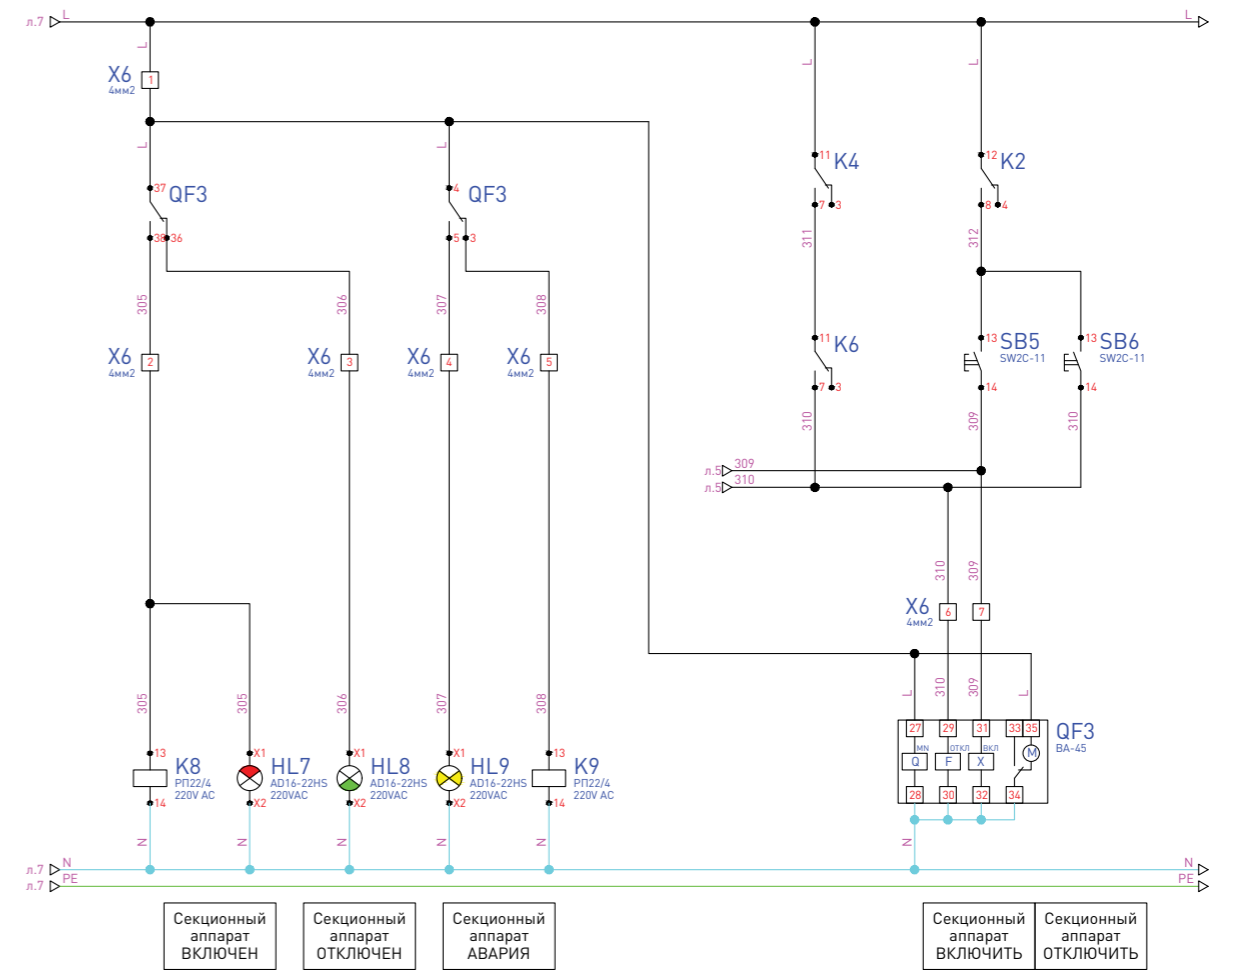 л.7 L L
L L L
X6 1
4мм2
L L
37 QF3 4 QF3 11 K4 12 K2
38 36 5 3 7 3 8 4
311 312
305 306 307 308
11 K6 13 SB5 13 SB6
SW2C-11 SW2C-11
X6 2 X6 3 X6 4 X6 5
4мм2 4мм2 4мм2 4мм2
7 3 14 14
310 309 310
л.5 309
л.5 310
310 309
X6 6 7
4мм2
305 305 306 307 308 L 310 309 L
27 29 31 33 35 QF3
BA-45
MN ОТКЛ ВКЛ
Q F X M
28 30 32 34
13 K8 X1 HL7 X1 HL8 X1 HL9 13 K9
РП22/4 AD16-22HS AD16-22HS AD16-22HS РП22/4
220V AC 220VAC 220VAC 220VAC 220V AC
14 X2 X2 X2 14
N N N N N N
л.7 N N
л.7 PE PE
Секционный
аппарат
ВКЛЮЧЕН
Секционный
аппарат
ОТКЛЮЧЕН
Секционный
аппарат
АВАРИЯ
Секционный
аппарат
ВКЛЮЧИТЬ
Секционный
аппарат
ОТКЛЮЧИТЬ